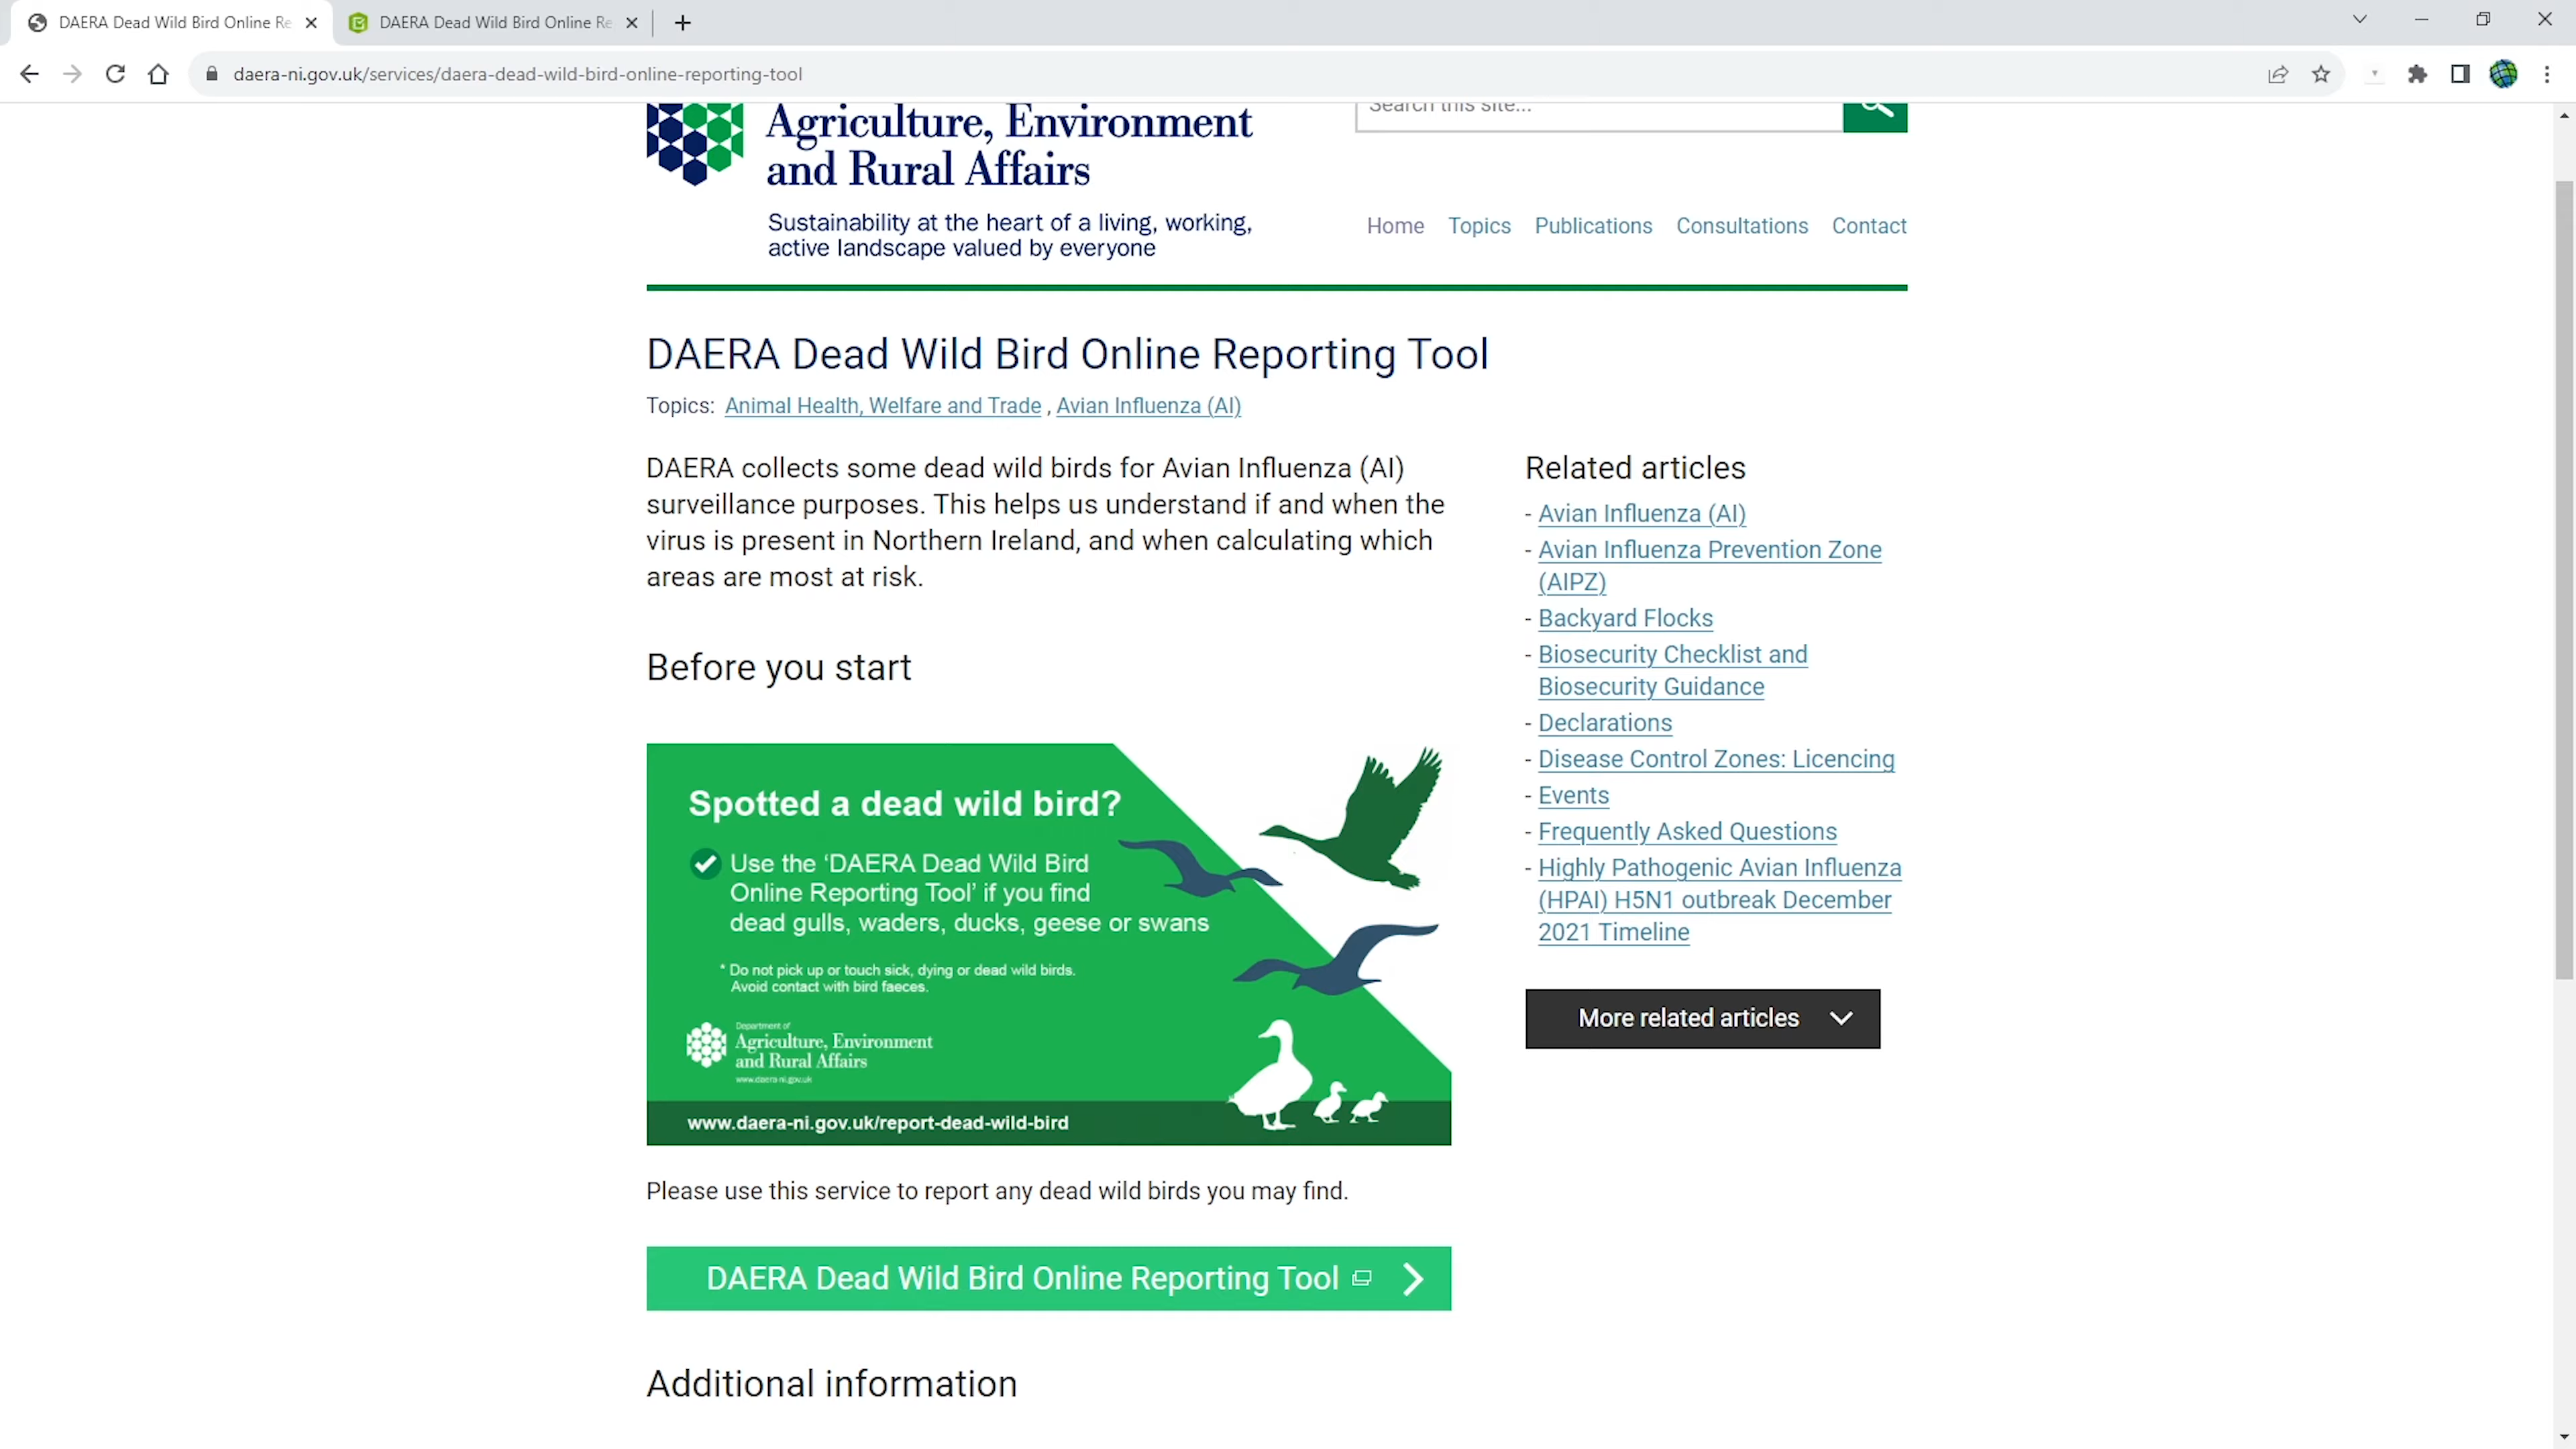 DAERA Dead Wild Bird Online Re
DAERA Dead Wild Bird Online Re
daera-ni.gov.uk/services/daera-dead-wild-bird-online-reporting-tool
Agriculture, Environment
and Rural Affairs
Sustainability at the heart of a living, working,
active landscape valued by everyone
Search this site...
Home Topics Publications Consultations Contact
DAERA Dead Wild Bird Online Reporting Tool
Topics: Animal Health, Welfare and Trade , Avian Influenza (AI)
DAERA collects some dead wild birds for Avian Influenza (AI)
surveillance purposes. This helps us understand if and when the
virus is present in Northern Ireland, and when calculating which
areas are most at risk.
Before you start
Spotted a dead wild bird?
Use the ‘DAERA Dead Wild Bird
Online Reporting Tool’ if you find
dead gulls, waders, ducks, geese or swans
* Do not pick up or touch sick, dying or dead wild birds.
Avoid contact with bird faeces.
Department of
Agriculture, Environment
and Rural Affairs
www.daera-ni.gov.uk
www.daera-ni.gov.uk/report-dead-wild-bird
Please use this service to report any dead wild birds you may find.
DAERA Dead Wild Bird Online Reporting Tool
Additional information
Related articles
- Avian Influenza (AI)
- Avian Influenza Prevention Zone
(AIPZ)
- Backyard Flocks
- Biosecurity Checklist and
Biosecurity Guidance
- Declarations
- Disease Control Zones: Licencing
- Events
- Frequently Asked Questions
- Highly Pathogenic Avian Influenza
(HPAI) H5N1 outbreak December
2021 Timeline
More related articles